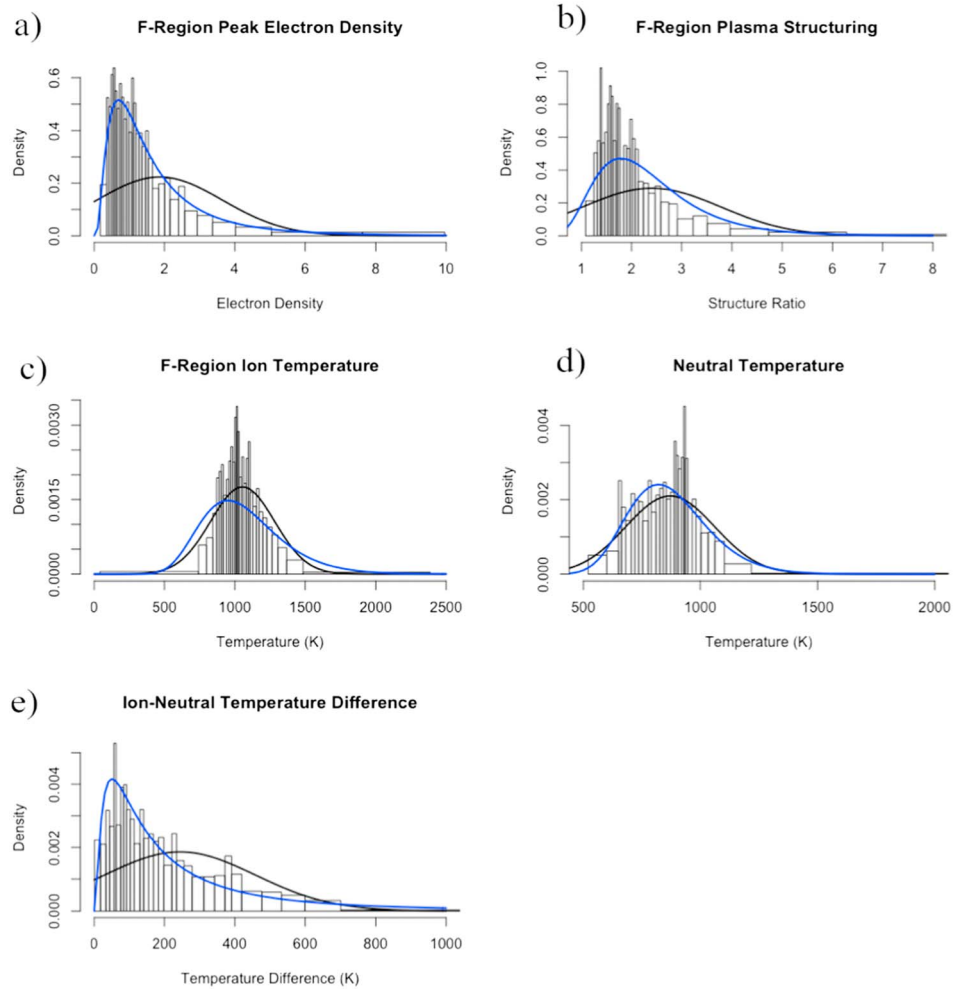 a)
F-Region Peak Electron Density
Density
0.0 0.2 0.4 0.6
0 2 4 6 8 10
Electron Density
b)
F-Region Plasma Structuring
Density
0.0 0.2 0.4 0.6 0.8 1.0
1 2 3 4 5 6 7 8
Structure Ratio
c)
F-Region Ion Temperature
Density
0.0000 0.0015 0.0030
0 500 1000 1500 2000 2500
Temperature (K)
d)
Neutral Temperature
Density
0.000 0.002 0.004
500 1000 1500 2000
Temperature (K)
e)
Ion-Neutral Temperature Difference
Density
0.000 0.002 0.004
0 200 400 600 800 1000
Temperature Difference (K)